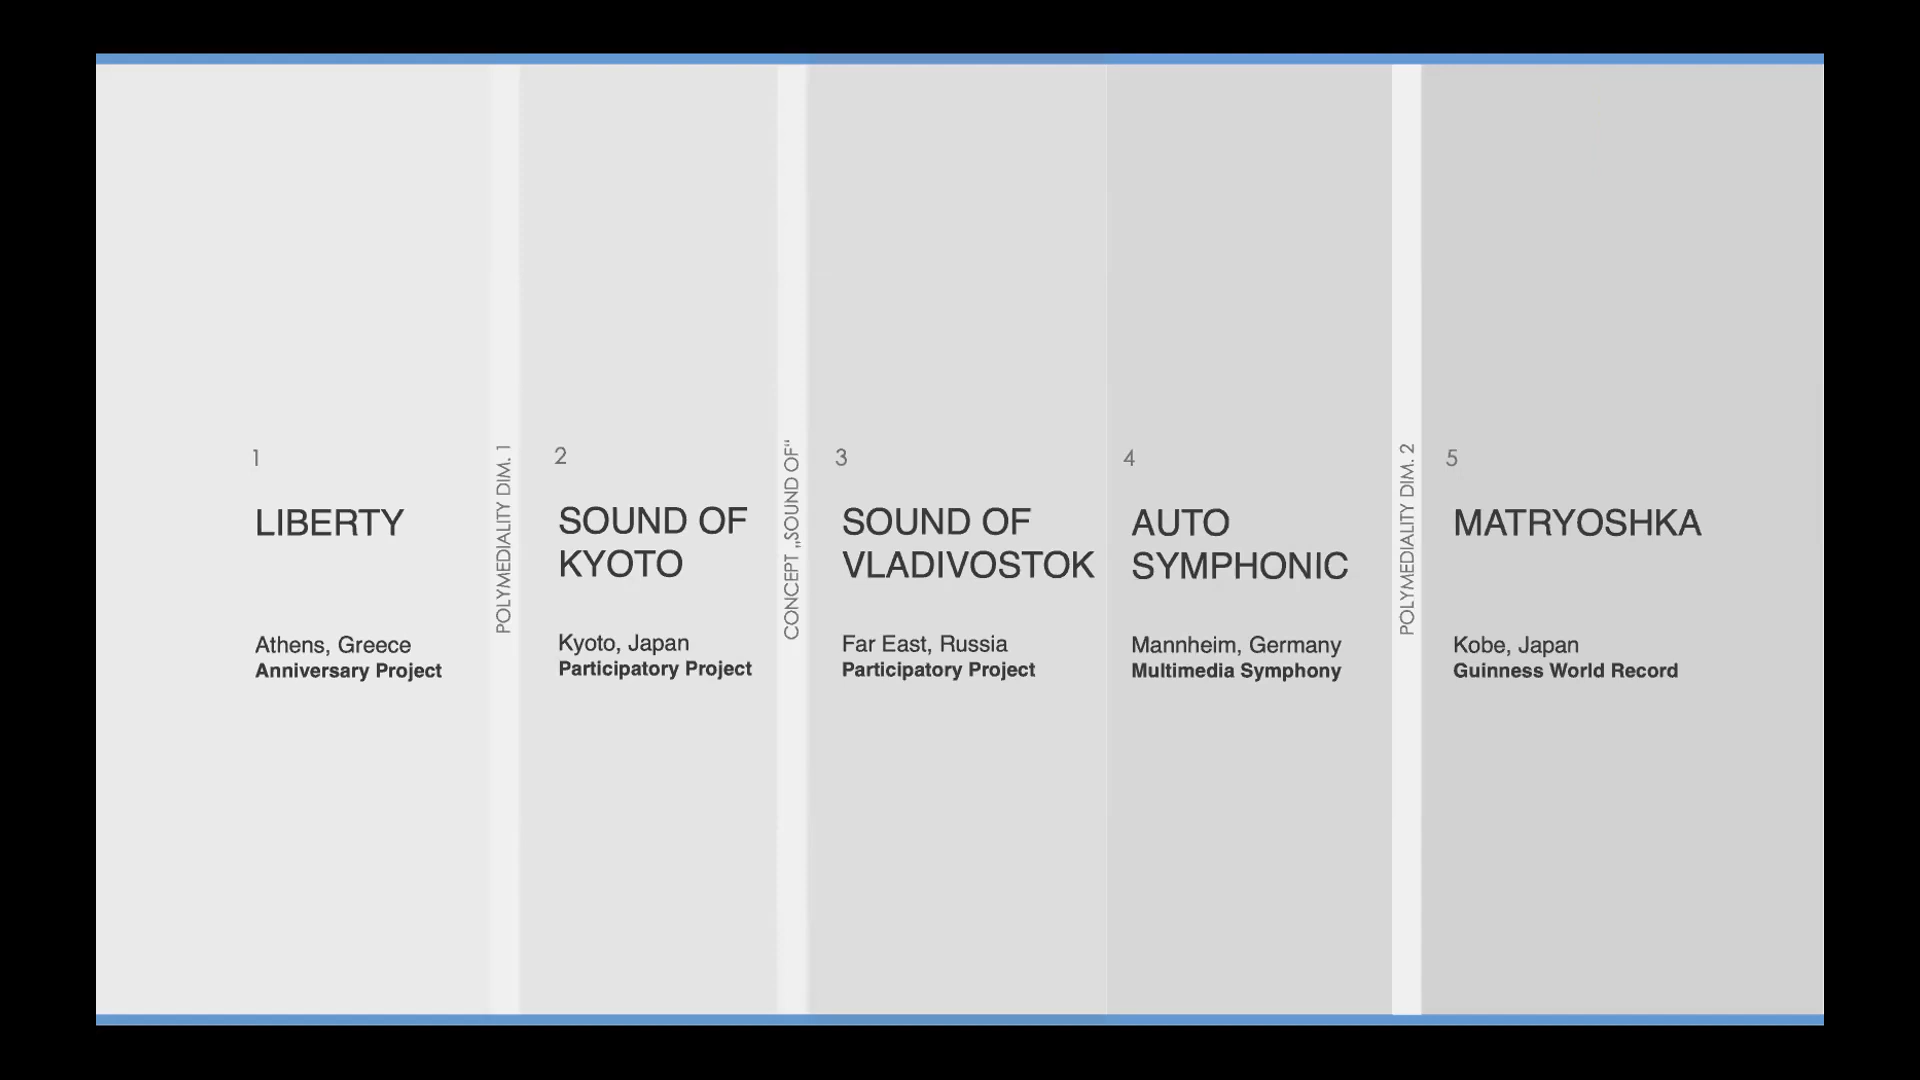 1
LIBERTY
Athens, Greece
Anniversary Project
POLYMEDIALITY DIM. 1
2
SOUND OF
KYOTO
Kyoto, Japan
Participatory Project
CONCEPT „SOUND OF“
3
SOUND OF
VLADIVOSTOK
Far East, Russia
Participatory Project
4
AUTO
SYMPHONIC
Mannheim, Germany
Multimedia Symphony
POLYMEDIALITY DIM. 2
5
MATRYOSHKA
Kobe, Japan
Guinness World Record